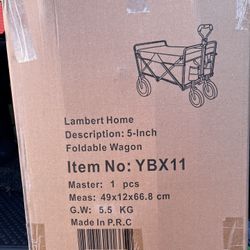 Lambert Home
Description: 5-Inch
Foldable Wagon
Item No: YBX11
Master: 1 pcs
Meas: 49x12x66.8 cm
G.W: 5.5 KG
Made in P.R.C